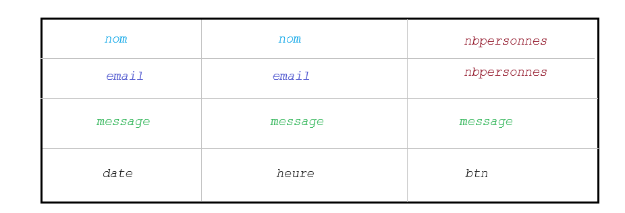 nom nom nbpersonnes
email email nbpersonnes
message message message
date heure btn